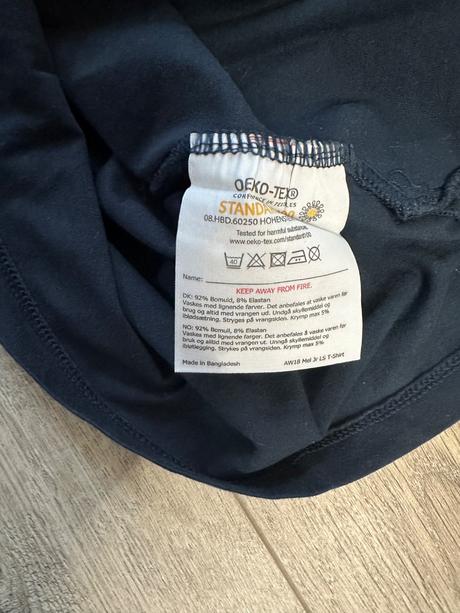 OEKO-TEX®
CONFIDENCE IN TEXTILES
STANDARD 100
08.HBD.60250 HOHENSTEIN
Tested for harmful substances
www.oeko-tex.com/standard100
40
Name:
KEEP AWAY FROM FIRE.
DK: 92% Bomuld, 8% Elastan
Vaskes med lignende farver. Det anbefales at vaske varen før
brug og altid med vrangen ud. Undgå skyllemiddel og
iblødsætning. Stryges på vrangsiden. Krymp max 5%
NO: 92% Bomull, 8% Elastan
Vaskes med lignende farger. Det anbefales å vaske varen før
bruk og alltid med vrangen ut. Unngå skyllemiddel og
ibløtlegging. Strykes på vrangsiden. Krymp max 5%
Made in Bangladesh
AW18 Mel Jr LS T-Shirt